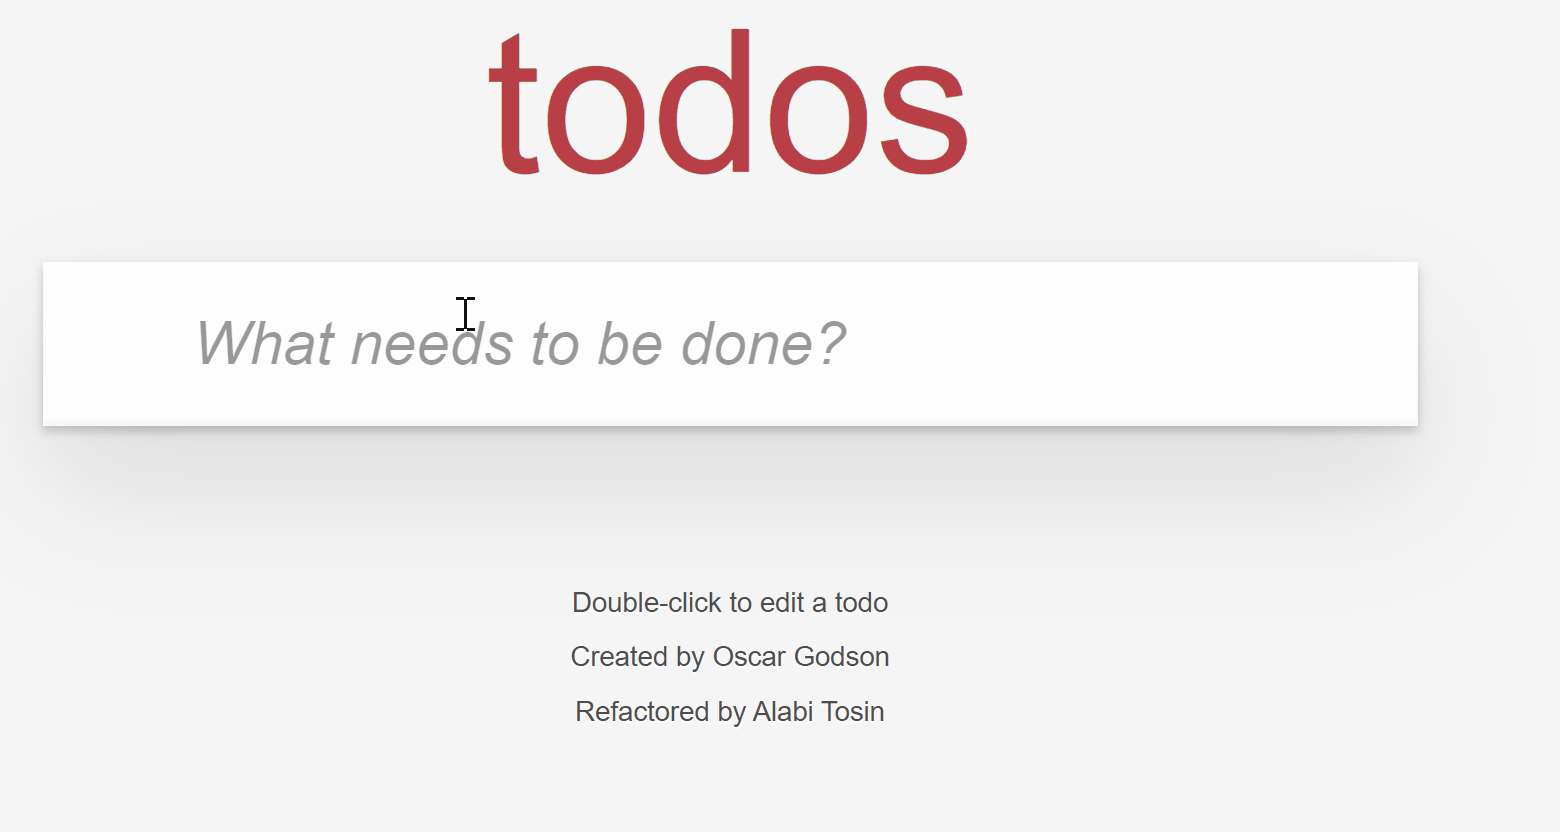 todos
What needs to be done?
Double-click to edit a todo
Created by Oscar Godson
Refactored by Alabi Tosin